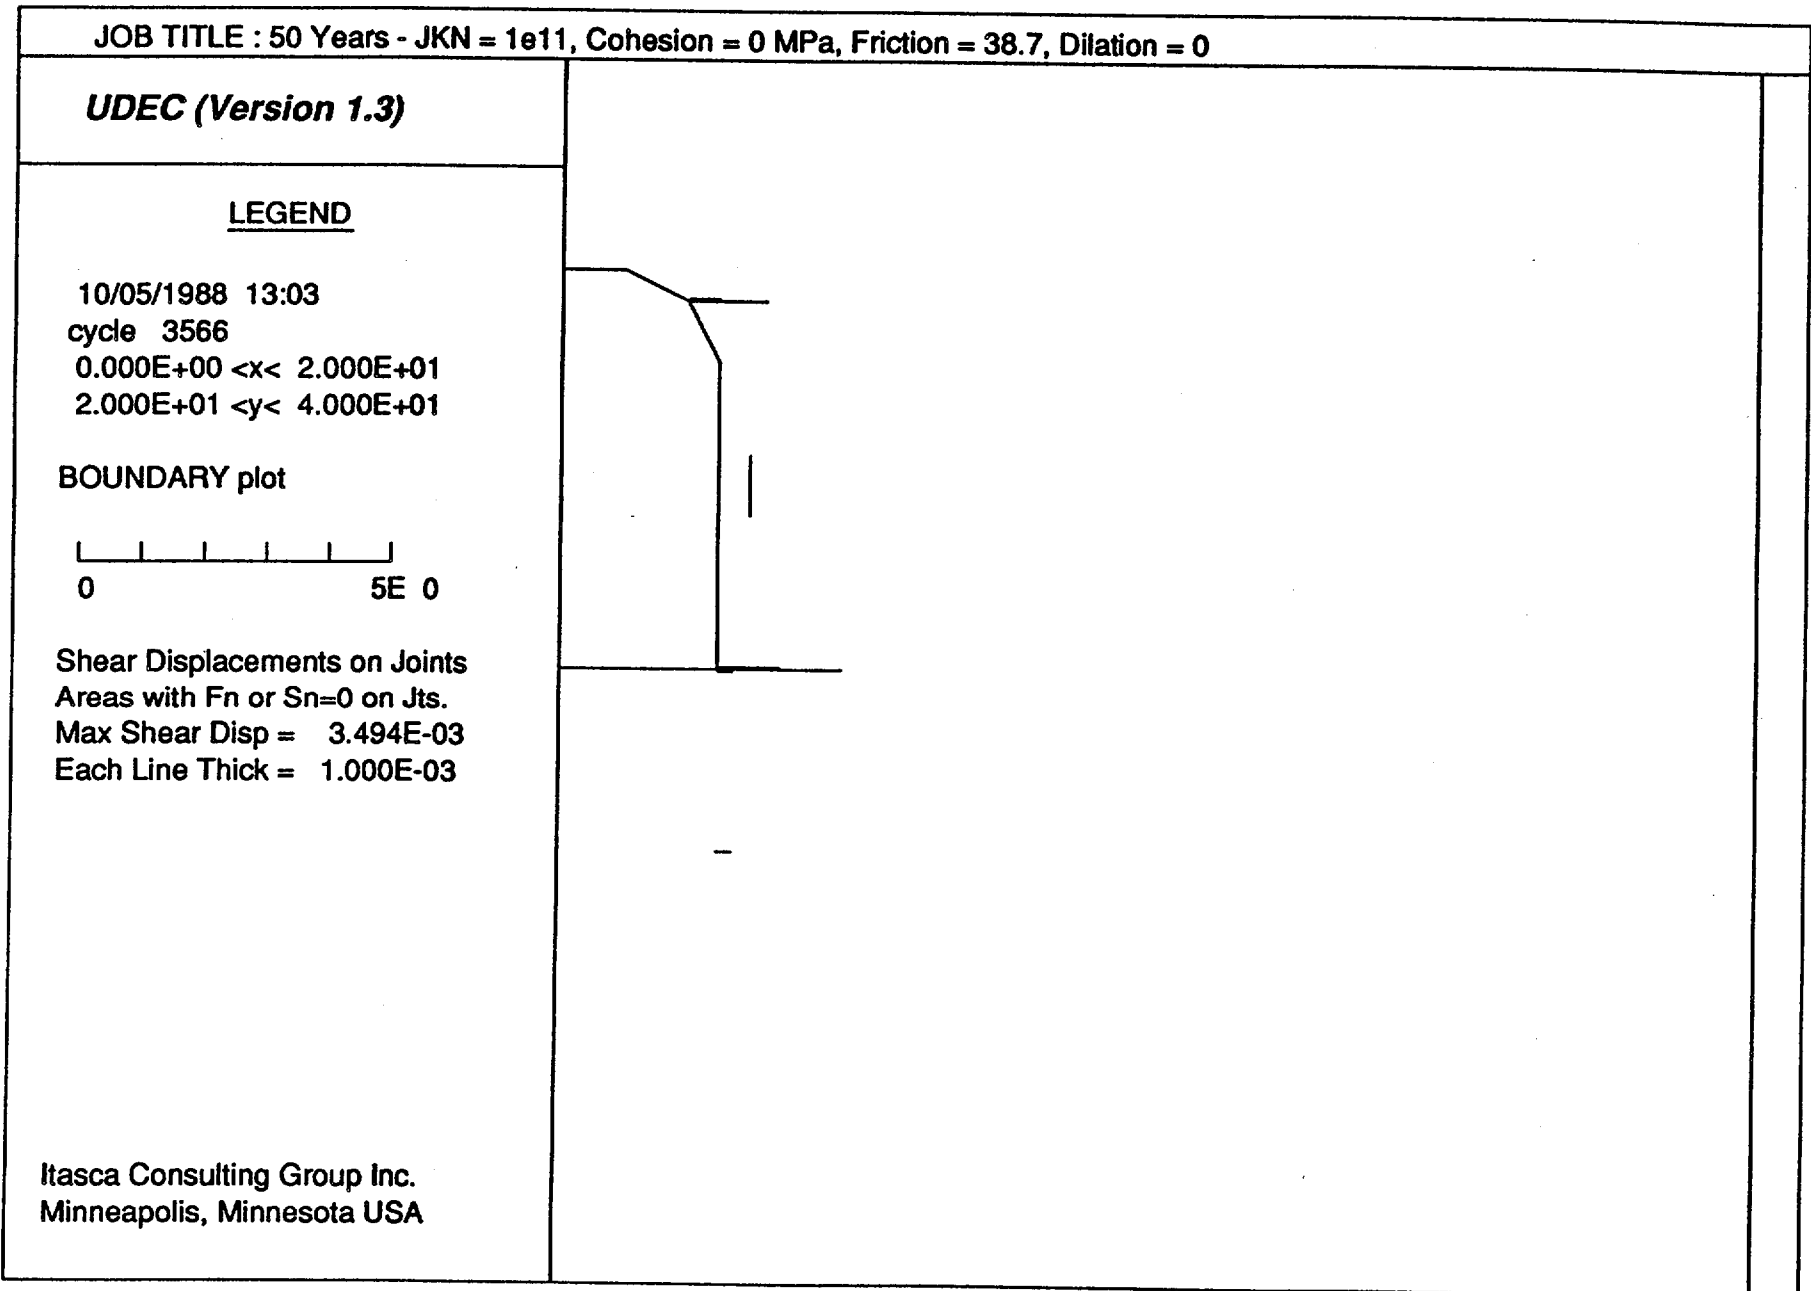 JOB TITLE : 50 Years - JKN = 1e11, Cohesion = 0 MPa, Friction = 38.7, Dilation = 0
UDEC (Version 1.3)
LEGEND
10/05/1988 13:03
cycle 3566
0.000E+00 <x< 2.000E+01
2.000E+01 <y< 4.000E+01
BOUNDARY plot
0 5E 0
Shear Displacements on Joints
Areas with Fn or Sn=0 on Jts.
Max Shear Disp = 3.494E-03
Each Line Thick = 1.000E-03
Itasca Consulting Group Inc.
Minneapolis, Minnesota USA